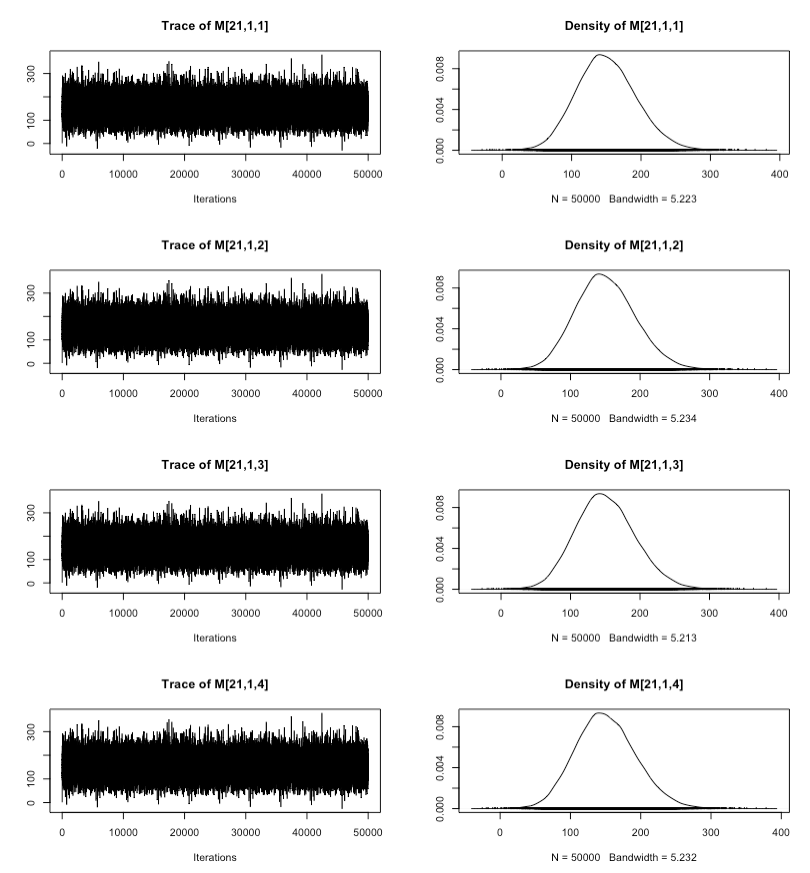 Trace of M[21,1,1]
0 100 300
0 10000 20000 30000 40000 50000
Iterations
Density of M[21,1,1]
0.000 0.004 0.008
0 100 200 300 400
N = 50000 Bandwidth = 5.223
Trace of M[21,1,2]
0 100 300
0 10000 20000 30000 40000 50000
Iterations
Density of M[21,1,2]
0.000 0.004 0.008
0 100 200 300 400
N = 50000 Bandwidth = 5.234
Trace of M[21,1,3]
0 100 300
0 10000 20000 30000 40000 50000
Iterations
Density of M[21,1,3]
0.000 0.004 0.008
0 100 200 300 400
N = 50000 Bandwidth = 5.213
Trace of M[21,1,4]
0 100 300
0 10000 20000 30000 40000 50000
Iterations
Density of M[21,1,4]
0.000 0.004 0.008
0 100 200 300 400
N = 50000 Bandwidth = 5.232